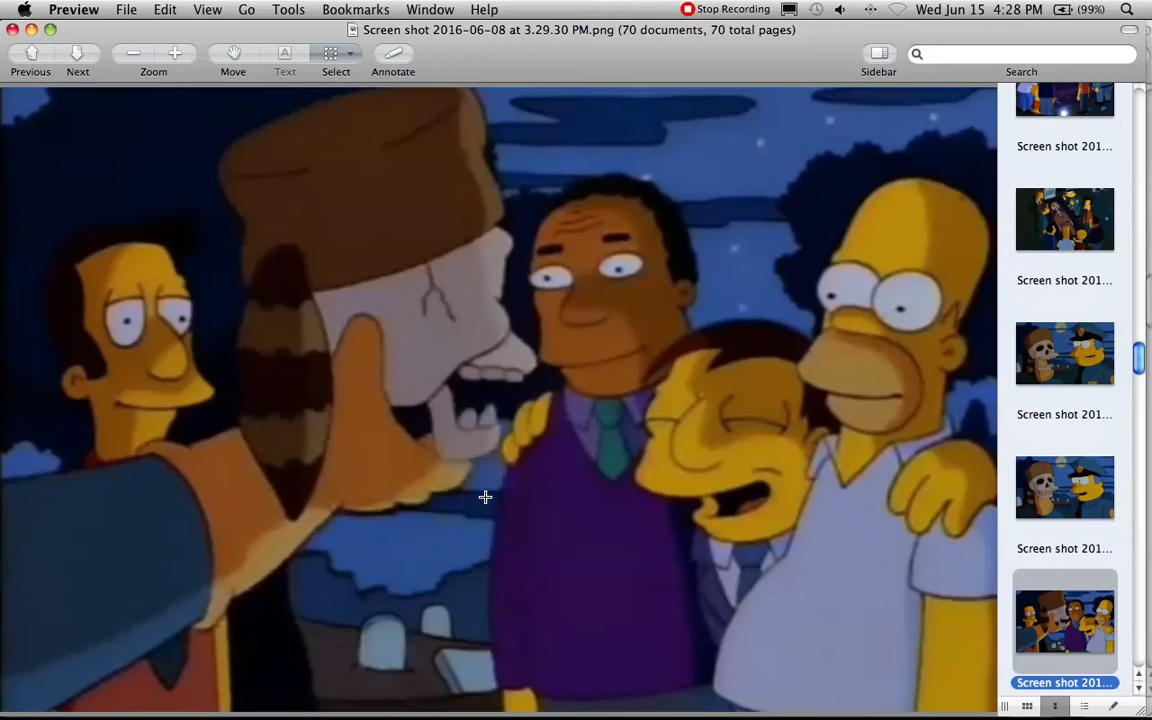 Preview File Edit View Go Tools Bookmarks Window Help Stop Recording Wed Jun 15 4:28 PM (99%)
Screen shot 2016-06-08 at 3.29.30 PM.png (70 documents, 70 total pages)
Previous Next Zoom Move Text Select Annotate Sidebar Search
Screen shot 201...
Screen shot 201...
Screen shot 201...
Screen shot 201...
Screen shot 201...